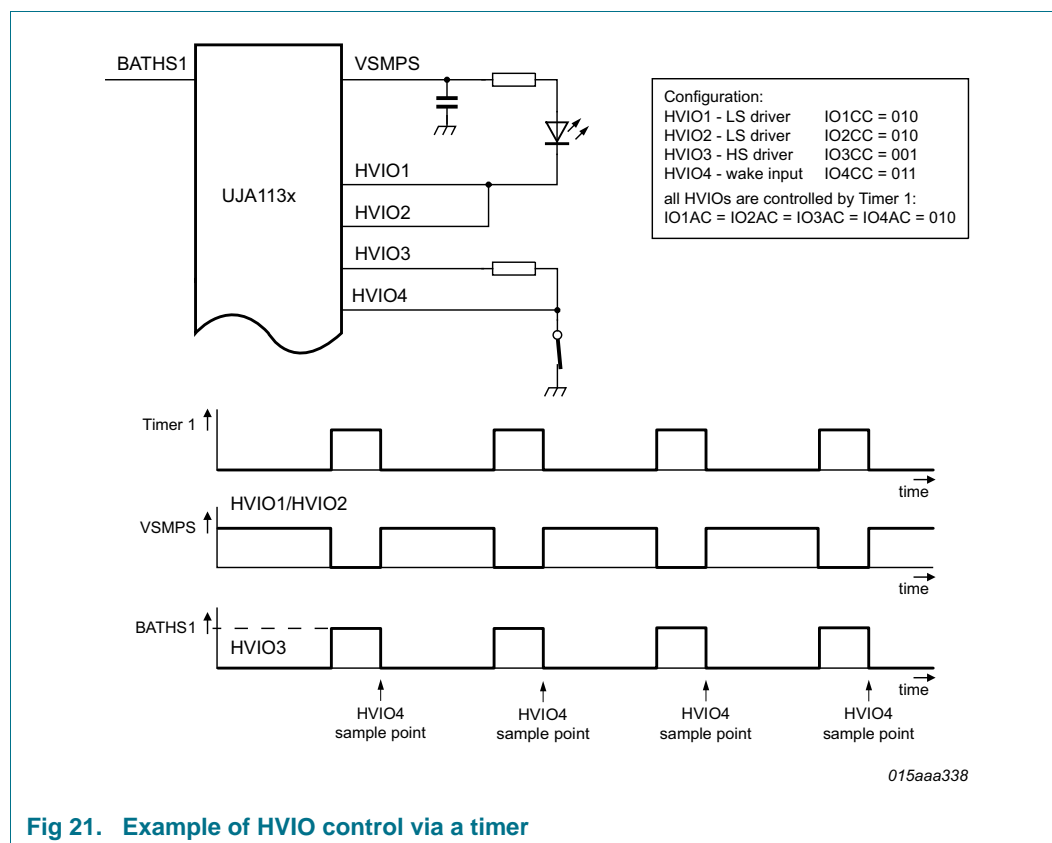 BATHS1
VSMPS
UJA113x
HVIO1
HVIO2
HVIO3
HVIO4
Configuration:
HVIO1 - LS driver IO1CC = 010
HVIO2 - LS driver IO2CC = 010
HVIO3 - HS driver IO3CC = 001
HVIO4 - wake input IO4CC = 011
all HVIOs are controlled by Timer 1:
IO1AC = IO2AC = IO3AC = IO4AC = 010
Timer 1
time
HVIO1/HVIO2
VSMPS
time
BATHS1
HVIO3
time
HVIO4
sample point
HVIO4
sample point
HVIO4
sample point
HVIO4
sample point
015aaa338
Fig 21. Example of HVIO control via a timer